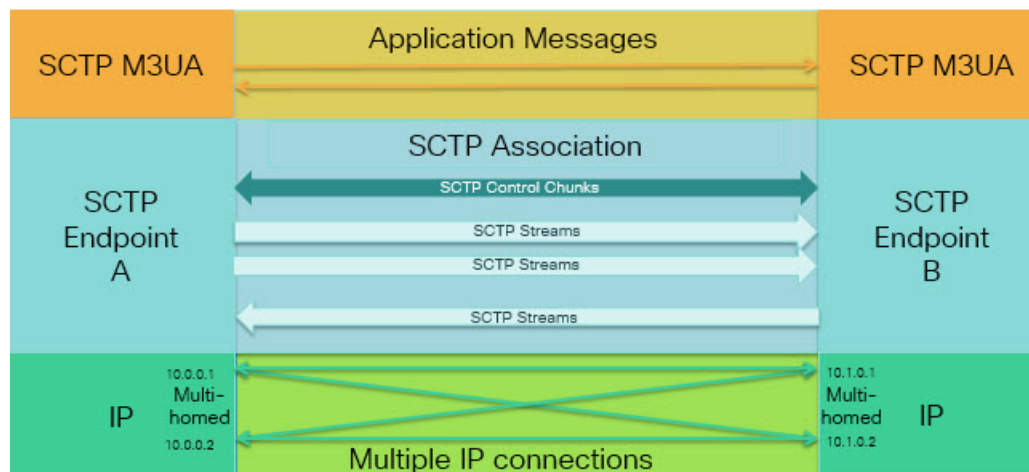 Application Messages
SCTP M3UA
SCTP M3UA
SCTP Association
SCTP Control Chunks
SCTP
Endpoint
A
SCTP Streams
SCTP Streams
SCTP Streams
SCTP
Endpoint
B
10.0.0.1
Multi-
homed
10.0.0.2
IP
10.1.0.1
Multi-
homed
10.1.0.2
IP
Multiple IP connections